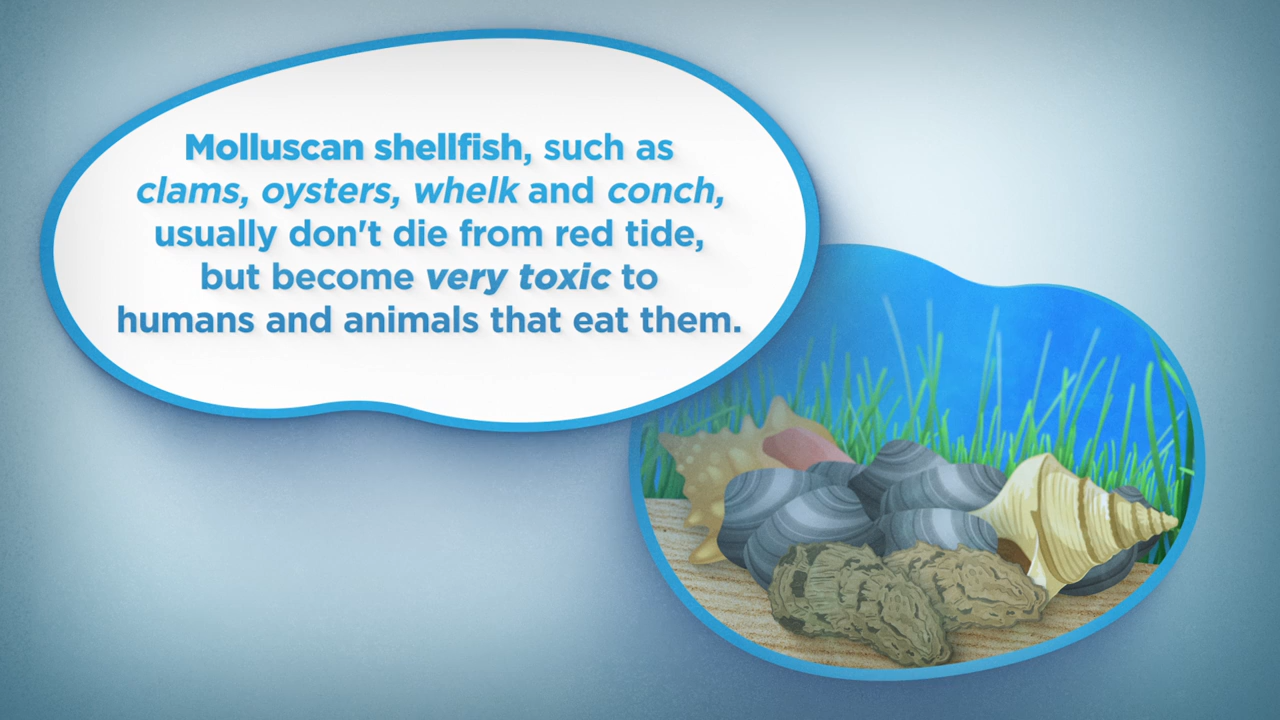 Molluscan shellfish, such as
clams, oysters, whelk and conch,
usually don't die from red tide,
but become very toxic to
humans and animals that eat them.